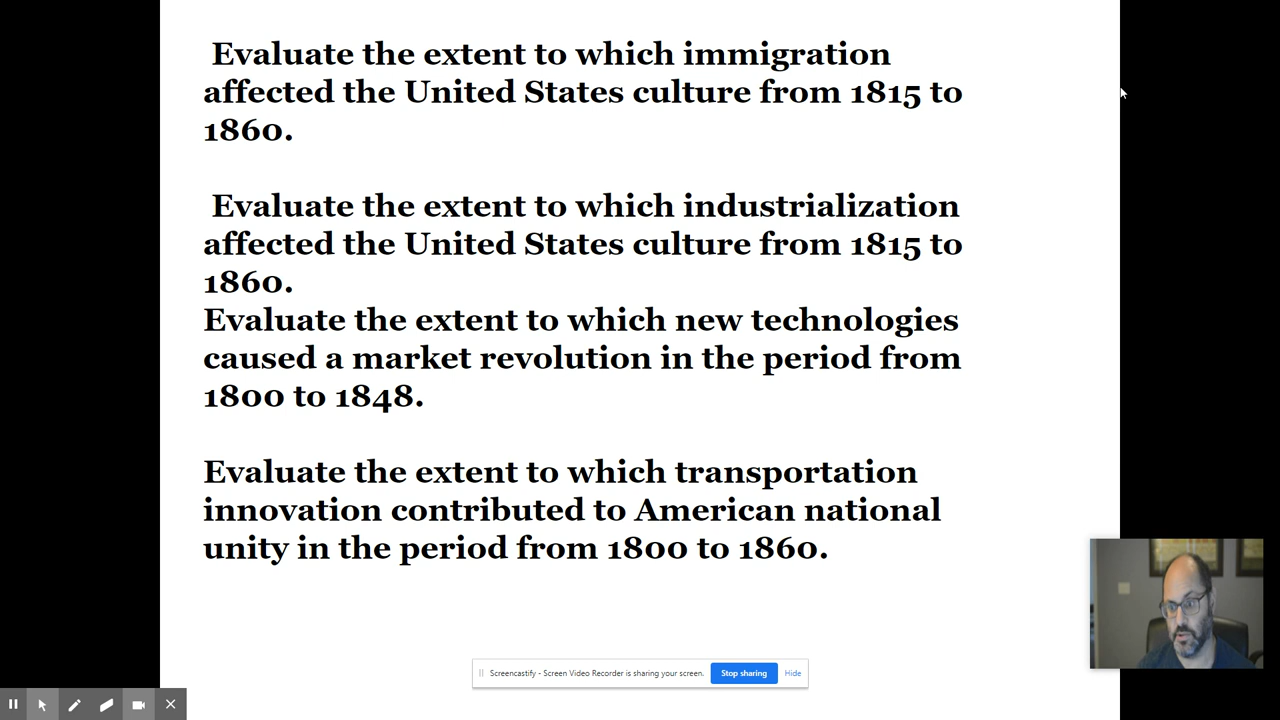 Evaluate the extent to which immigration
affected the United States culture from 1815 to
1860.
Evaluate the extent to which industrialization
affected the United States culture from 1815 to
1860.
Evaluate the extent to which new technologies
caused a market revolution in the period from
1800 to 1848.
Evaluate the extent to which transportation
innovation contributed to American national
unity in the period from 1800 to 1860.
Screencastify - Screen Video Recorder is sharing your screen. Stop sharing Hide